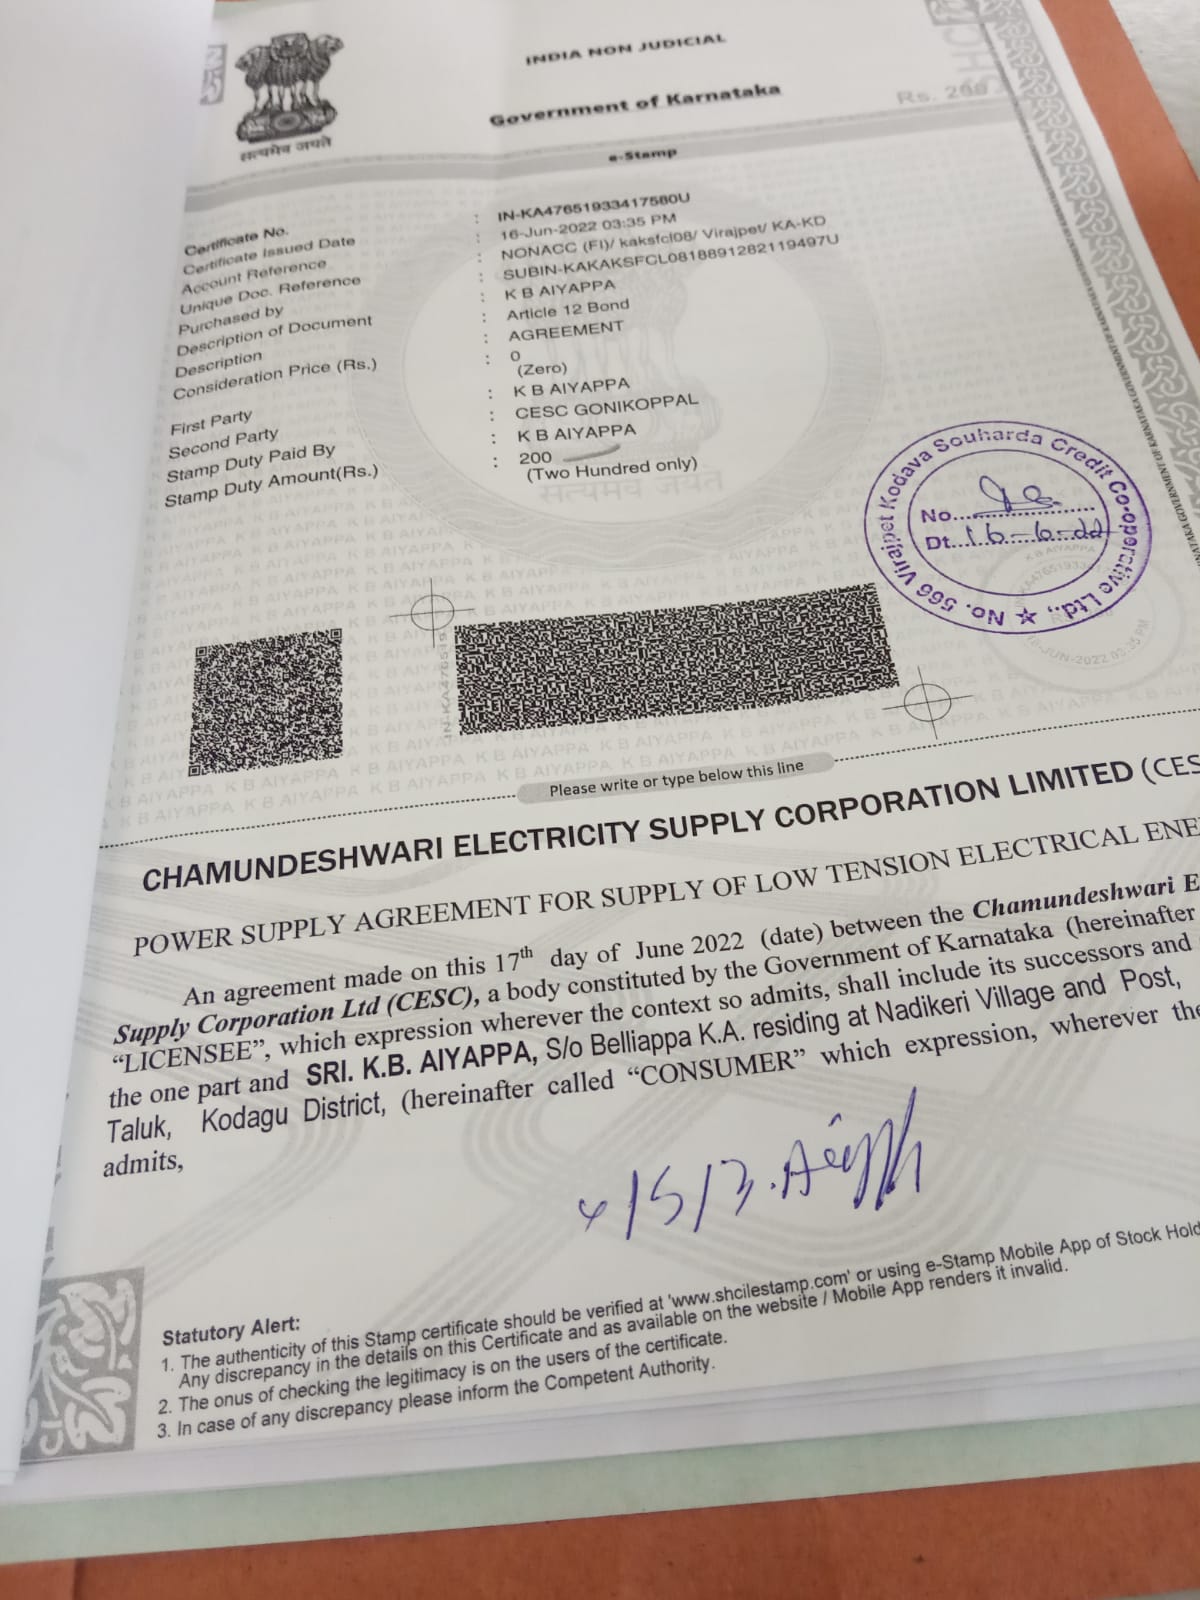 सत्यमेव जयते
INDIA NON JUDICIAL
Government of Karnataka
Rs. 200
e-Stamp
Certificate No. : IN-KA47651933417580U
Certificate Issued Date : 16-Jun-2022 03:35 PM
Account Reference : NONACC (FI)/ kaksfcl08/ Virajpet/ KA-KD
Unique Doc. Reference : SUBIN-KAKAKSFCL0818891282119497U
Purchased by : K B AIYAPPA
Description of Document : Article 12 Bond
Description : AGREEMENT
Consideration Price (Rs.) : 0
(Zero)
First Party : K B AIYAPPA
Second Party : CESC GONIKOPPAL
Stamp Duty Paid By : K B AIYAPPA
Stamp Duty Amount(Rs.) : 200
(Two Hundred only)
सत्यमेव जयते
No. 566 Virajpet Kodava Souharda Credit Co-operative Ltd.,
No.
Dt. 16-6-22
Please write or type below this line
CHAMUNDESHWARI ELECTRICITY SUPPLY CORPORATION LIMITED (CES
POWER SUPPLY AGREEMENT FOR SUPPLY OF LOW TENSION ELECTRICAL ENE
An agreement made on this 17th day of June 2022 (date) between the Chamundeshwari E
Supply Corporation Ltd (CESC), a body constituted by the Government of Karnataka (hereinafter
“LICENSEE”, which expression wherever the context so admits, shall include its successors and
the one part and SRI. K.B. AIYAPPA, S/o Belliappa K.A. residing at Nadikeri Village and Post,
Taluk, Kodagu District, (hereinafter called “CONSUMER” which expression, wherever the
admits,
Statutory Alert:
1. The authenticity of this Stamp certificate should be verified at 'www.shcilestamp.com' or using e-Stamp Mobile App of Stock Hold
Any discrepancy in the details on this Certificate and as available on the website / Mobile App renders it invalid.
2. The onus of checking the legitimacy is on the users of the certificate.
3. In case of any discrepancy please inform the Competent Authority.